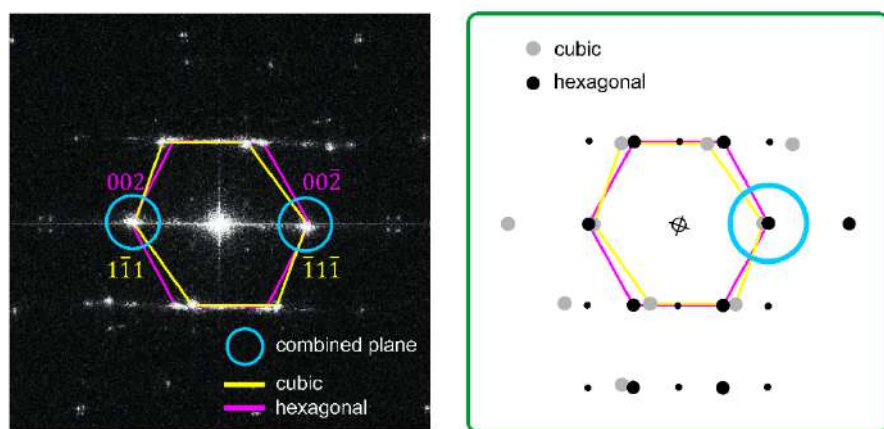 002
002̅
11̅1
1̅11̅
combined plane
cubic
hexagonal
cubic
hexagonal